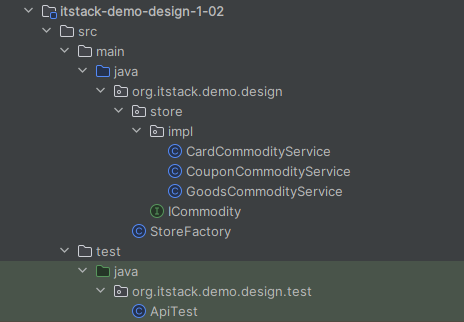 itstack-demo-design-1-02
src
main
java
org.itstack.demo.design
store
impl
CardCommodityService
CouponCommodityService
GoodsCommodityService
ICommodity
StoreFactory
test
java
org.itstack.demo.design.test
ApiTest